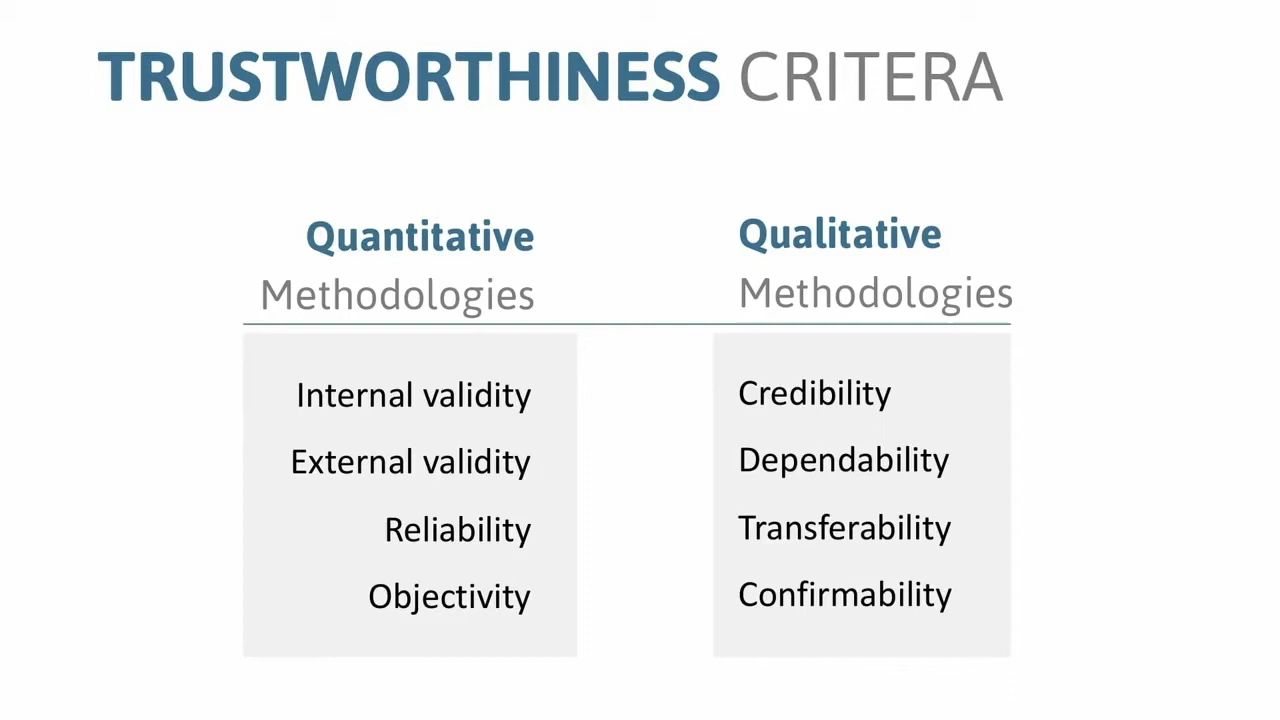 TRUSTWORTHINESS CRITERA
Quantitative
Methodologies
Internal validity
External validity
Reliability
Objectivity
Qualitative
Methodologies
Credibility
Dependability
Transferability
Confirmability